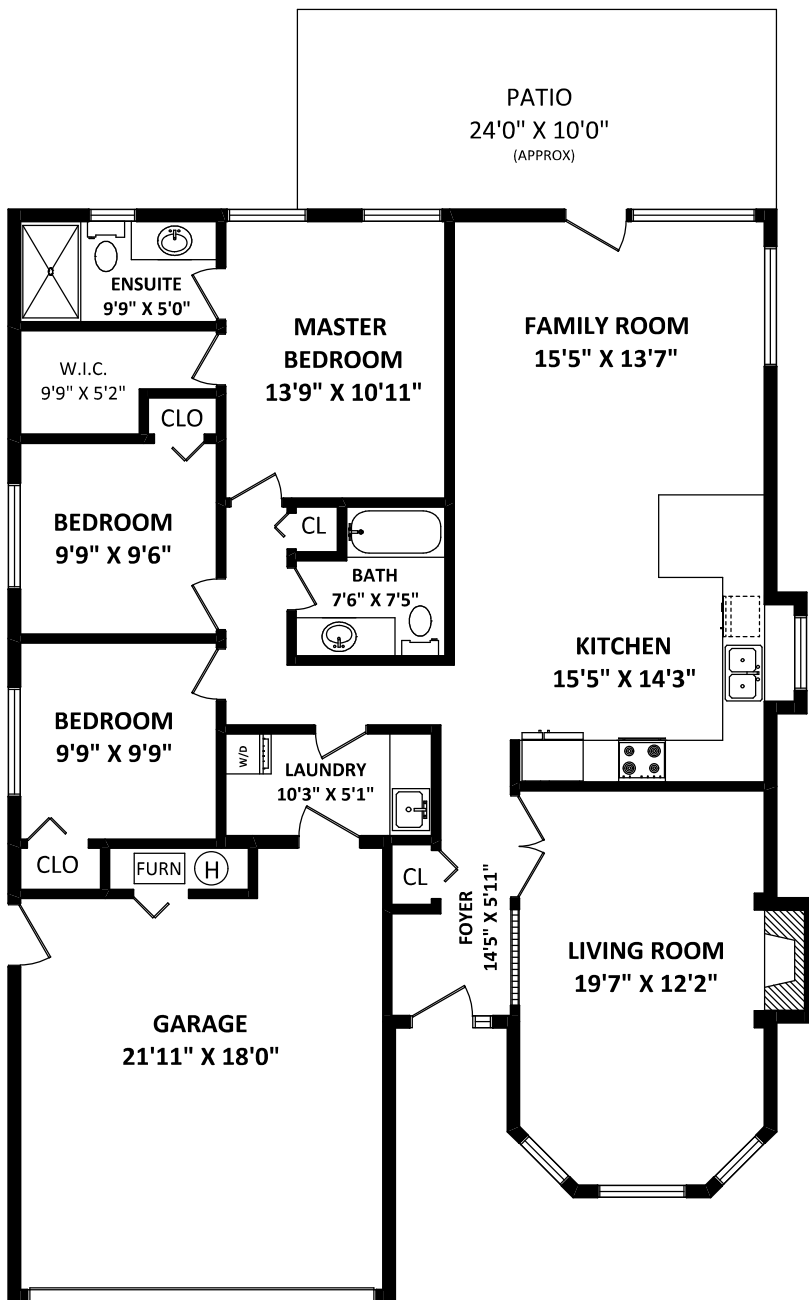 PATIO
24'0" X 10'0"
(APPROX)
ENSUITE
9'9" X 5'0"
MASTER
BEDROOM
13'9" X 10'11"
FAMILY ROOM
15'5" X 13'7"
W.I.C.
9'9" X 5'2"
CLO
BEDROOM
9'9" X 9'6"
CL
BATH
7'6" X 7'5"
KITCHEN
15'5" X 14'3"
BEDROOM
9'9" X 9'9"
W/D
LAUNDRY
10'3" X 5'1"
CLO
FURN
H
CL
FOYER
14'5" X 5'11"
LIVING ROOM
19'7" X 12'2"
GARAGE
21'11" X 18'0"